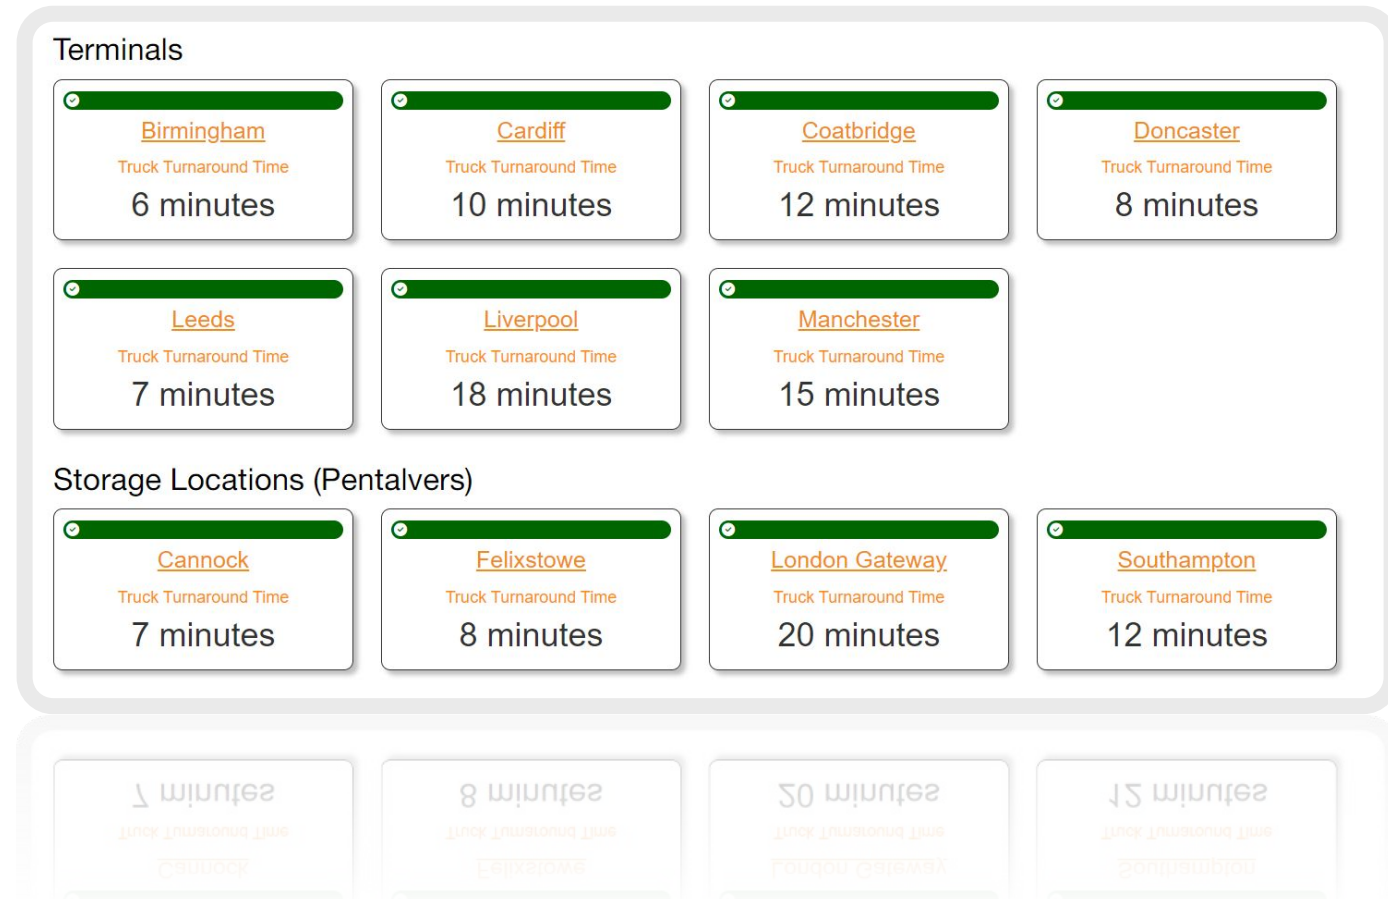 Terminals
Birmingham
Truck Turnaround Time
6 minutes
Cardiff
Truck Turnaround Time
10 minutes
Coatbridge
Truck Turnaround Time
12 minutes
Doncaster
Truck Turnaround Time
8 minutes
Leeds
Truck Turnaround Time
7 minutes
Liverpool
Truck Turnaround Time
18 minutes
Manchester
Truck Turnaround Time
15 minutes
Storage Locations (Pentalvers)
Cannock
Truck Turnaround Time
7 minutes
Felixstowe
Truck Turnaround Time
8 minutes
London Gateway
Truck Turnaround Time
20 minutes
Southampton
Truck Turnaround Time
12 minutes